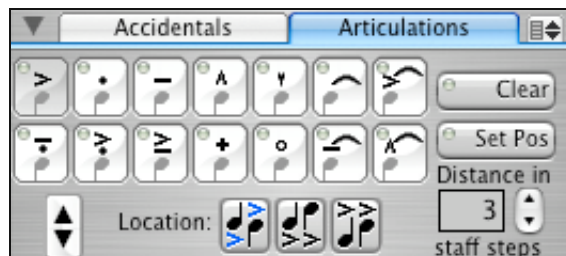 Accidentals Articulations
Clear
Set Pos
Distance in
Location: 3
staff steps